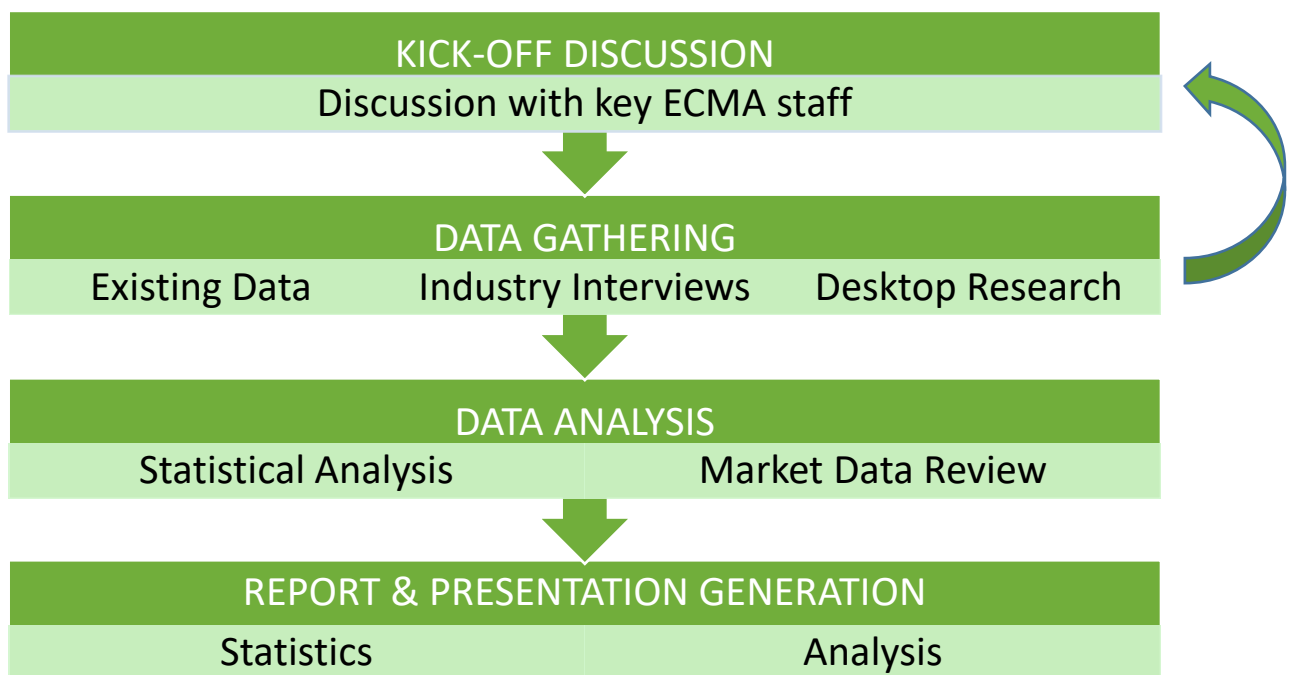 KICK-OFF DISCUSSION
Discussion with key ECMA staff
DATA GATHERING
Existing Data Industry Interviews Desktop Research
DATA ANALYSIS
Statistical Analysis Market Data Review
REPORT & PRESENTATION GENERATION
Statistics Analysis